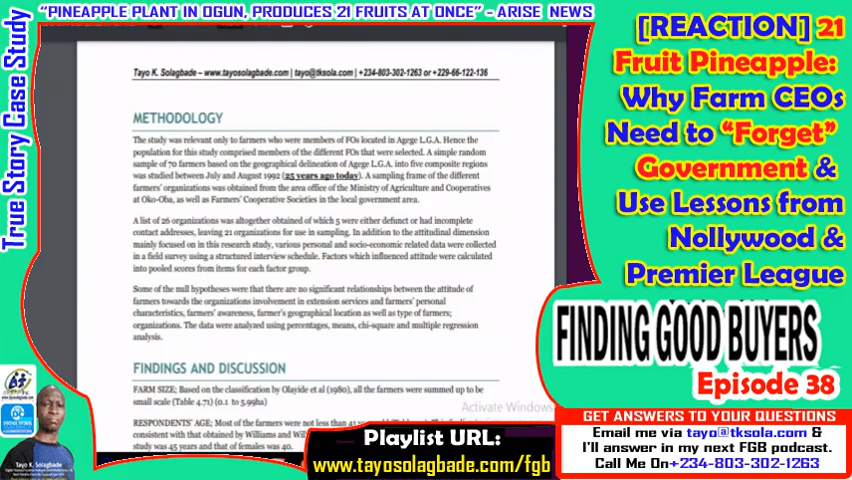 "PINEAPPLE PLANT IN OGUN, PRODUCES 21 FRUITS AT ONCE" - ARISE NEWS
True Story Case Study
Tayo K. Solagbade – www.tayosolagbade.com | tayo@tksola.com | +234-803-302-1263 or +229-66-122-136
METHODOLOGY
The study was relevant only to farmers who were members of FOs located in Agege L.G.A. Hence the
population for this study comprised members of the different FOs that were selected. A simple random
sample of 70 farmers based on the geographical delineation of Agege L.G.A. into five composite regions
was studied between July and August 1992 (25 years ago today). A sampling frame of the different
farmers' organizations was obtained from the area office of the Ministry of Agriculture and Cooperatives
at Oko-Oba, as well as Farmers' Cooperative Societies in the local government area.
A list of 26 organizations was altogether obtained of which 5 were either defunct or had incomplete
contact addresses, leaving 21 organizations for use in sampling. In addition to the attitudinal dimension
mainly focused on in this research study, various personal and socio-economic related data were collected
in a field survey using a structured interview schedule. Factors which influenced attitude were calculated
into pooled scores from items for each factor group.
Some of the null hypotheses were that there are no significant relationships between the attitude of
farmers towards the organizations involvement in extension services and farmers' personal
characteristics, farmers' awareness, farmer's geographical location as well as type of farmers;
organizations. The data were analyzed using percentages, means, chi-square and multiple regression
analysis.
FINDINGS AND DISCUSSION
FARM SIZE; Based on the classification by Olayide et al (1980), all the farmers were summed up to be
small scale (Table 4.71) (0.1 to 5.99ha)
RESPONDENTS' AGE; Most of the farmers were not less than 41
consistent with that obtained by Williams and
study was 45 years and that of females was 40.
Activate Windows
[REACTION] 21
Fruit Pineapple:
Why Farm CEOs
Need to "Forget"
Government &
Use Lessons from
Nollywood &
Premier League
FINDING GOOD BUYERS
Episode 38
GET ANSWERS TO YOUR QUESTIONS
Email me via tayo@tksola.com &
I'll answer in my next FGB podcast.
Call Me On+234-803-302-1263
Playlist URL:
www.tayosolagbade.com/fgb
Tayo K. Solagbade